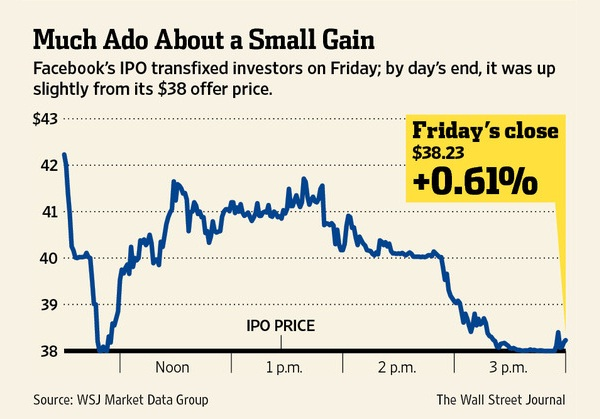 Much Ado About a Small Gain
Facebook's IPO transfixed investors on Friday; by day's end, it was up
slightly from its $38 offer price.
$43
Friday's close
$38.23
+0.61%
42
41
40
39
IPO PRICE
38
Noon
1 p.m.
2 p.m.
3 p.m.
Source: WSJ Market Data Group
The Wall Street Journal